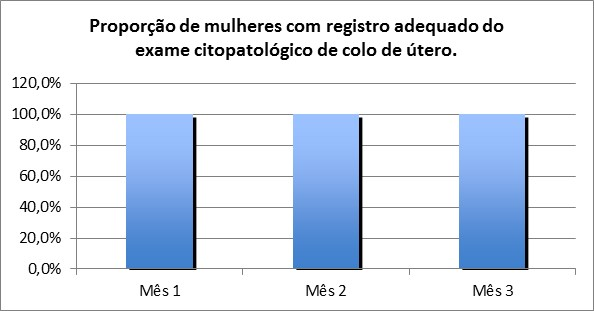 Proporção de mulheres com registro adequado do
exame citopatológico de colo de útero.
120,0%
100,0%
80,0%
60,0%
40,0%
20,0%
0,0%
Mês 1 Mês 2 Mês 3